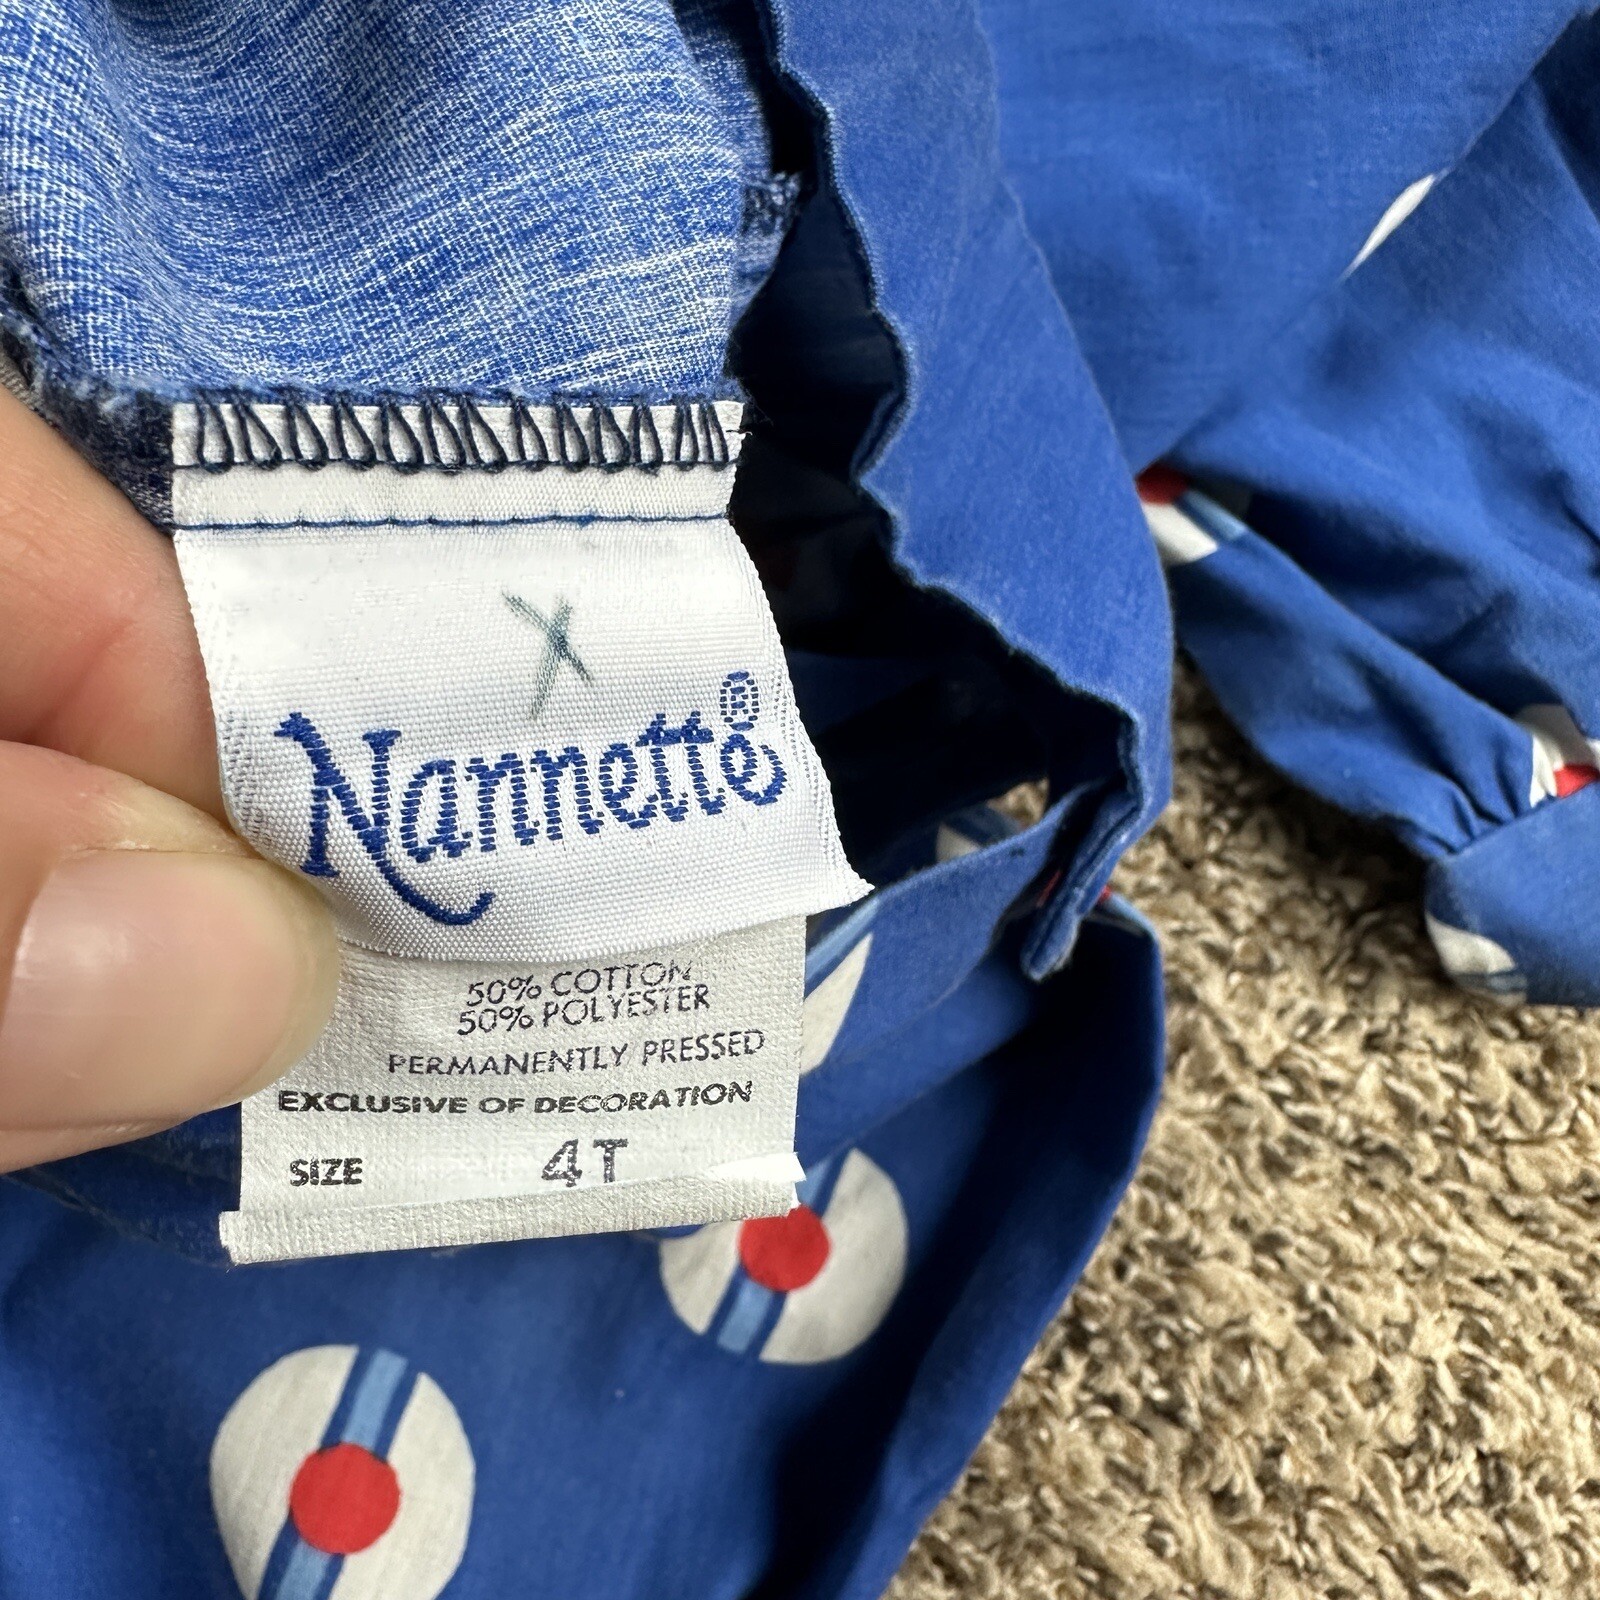 X
Nannette®
50% COTTON
50% POLYESTER
PERMANENTLY PRESSED
EXCLUSIVE OF DECORATION
SIZE 4T